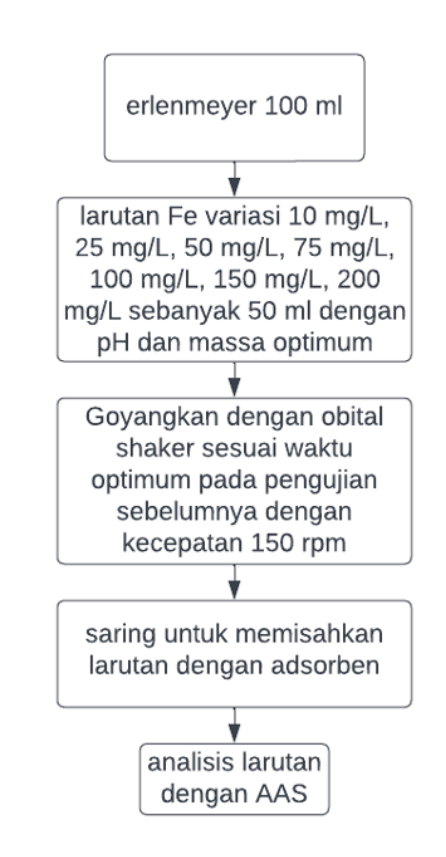 erlenmeyer 100 ml
larutan Fe variasi 10 mg/L,
25 mg/L, 50 mg/L, 75 mg/L,
100 mg/L, 150 mg/L, 200
mg/L sebanyak 50 ml dengan
pH dan massa optimum
Goyangkan dengan obital
shaker sesuai waktu
optimum pada pengujian
sebelumnya dengan
kecepatan 150 rpm
saring untuk memisahkan
larutan dengan adsorben
analisis larutan
dengan AAS